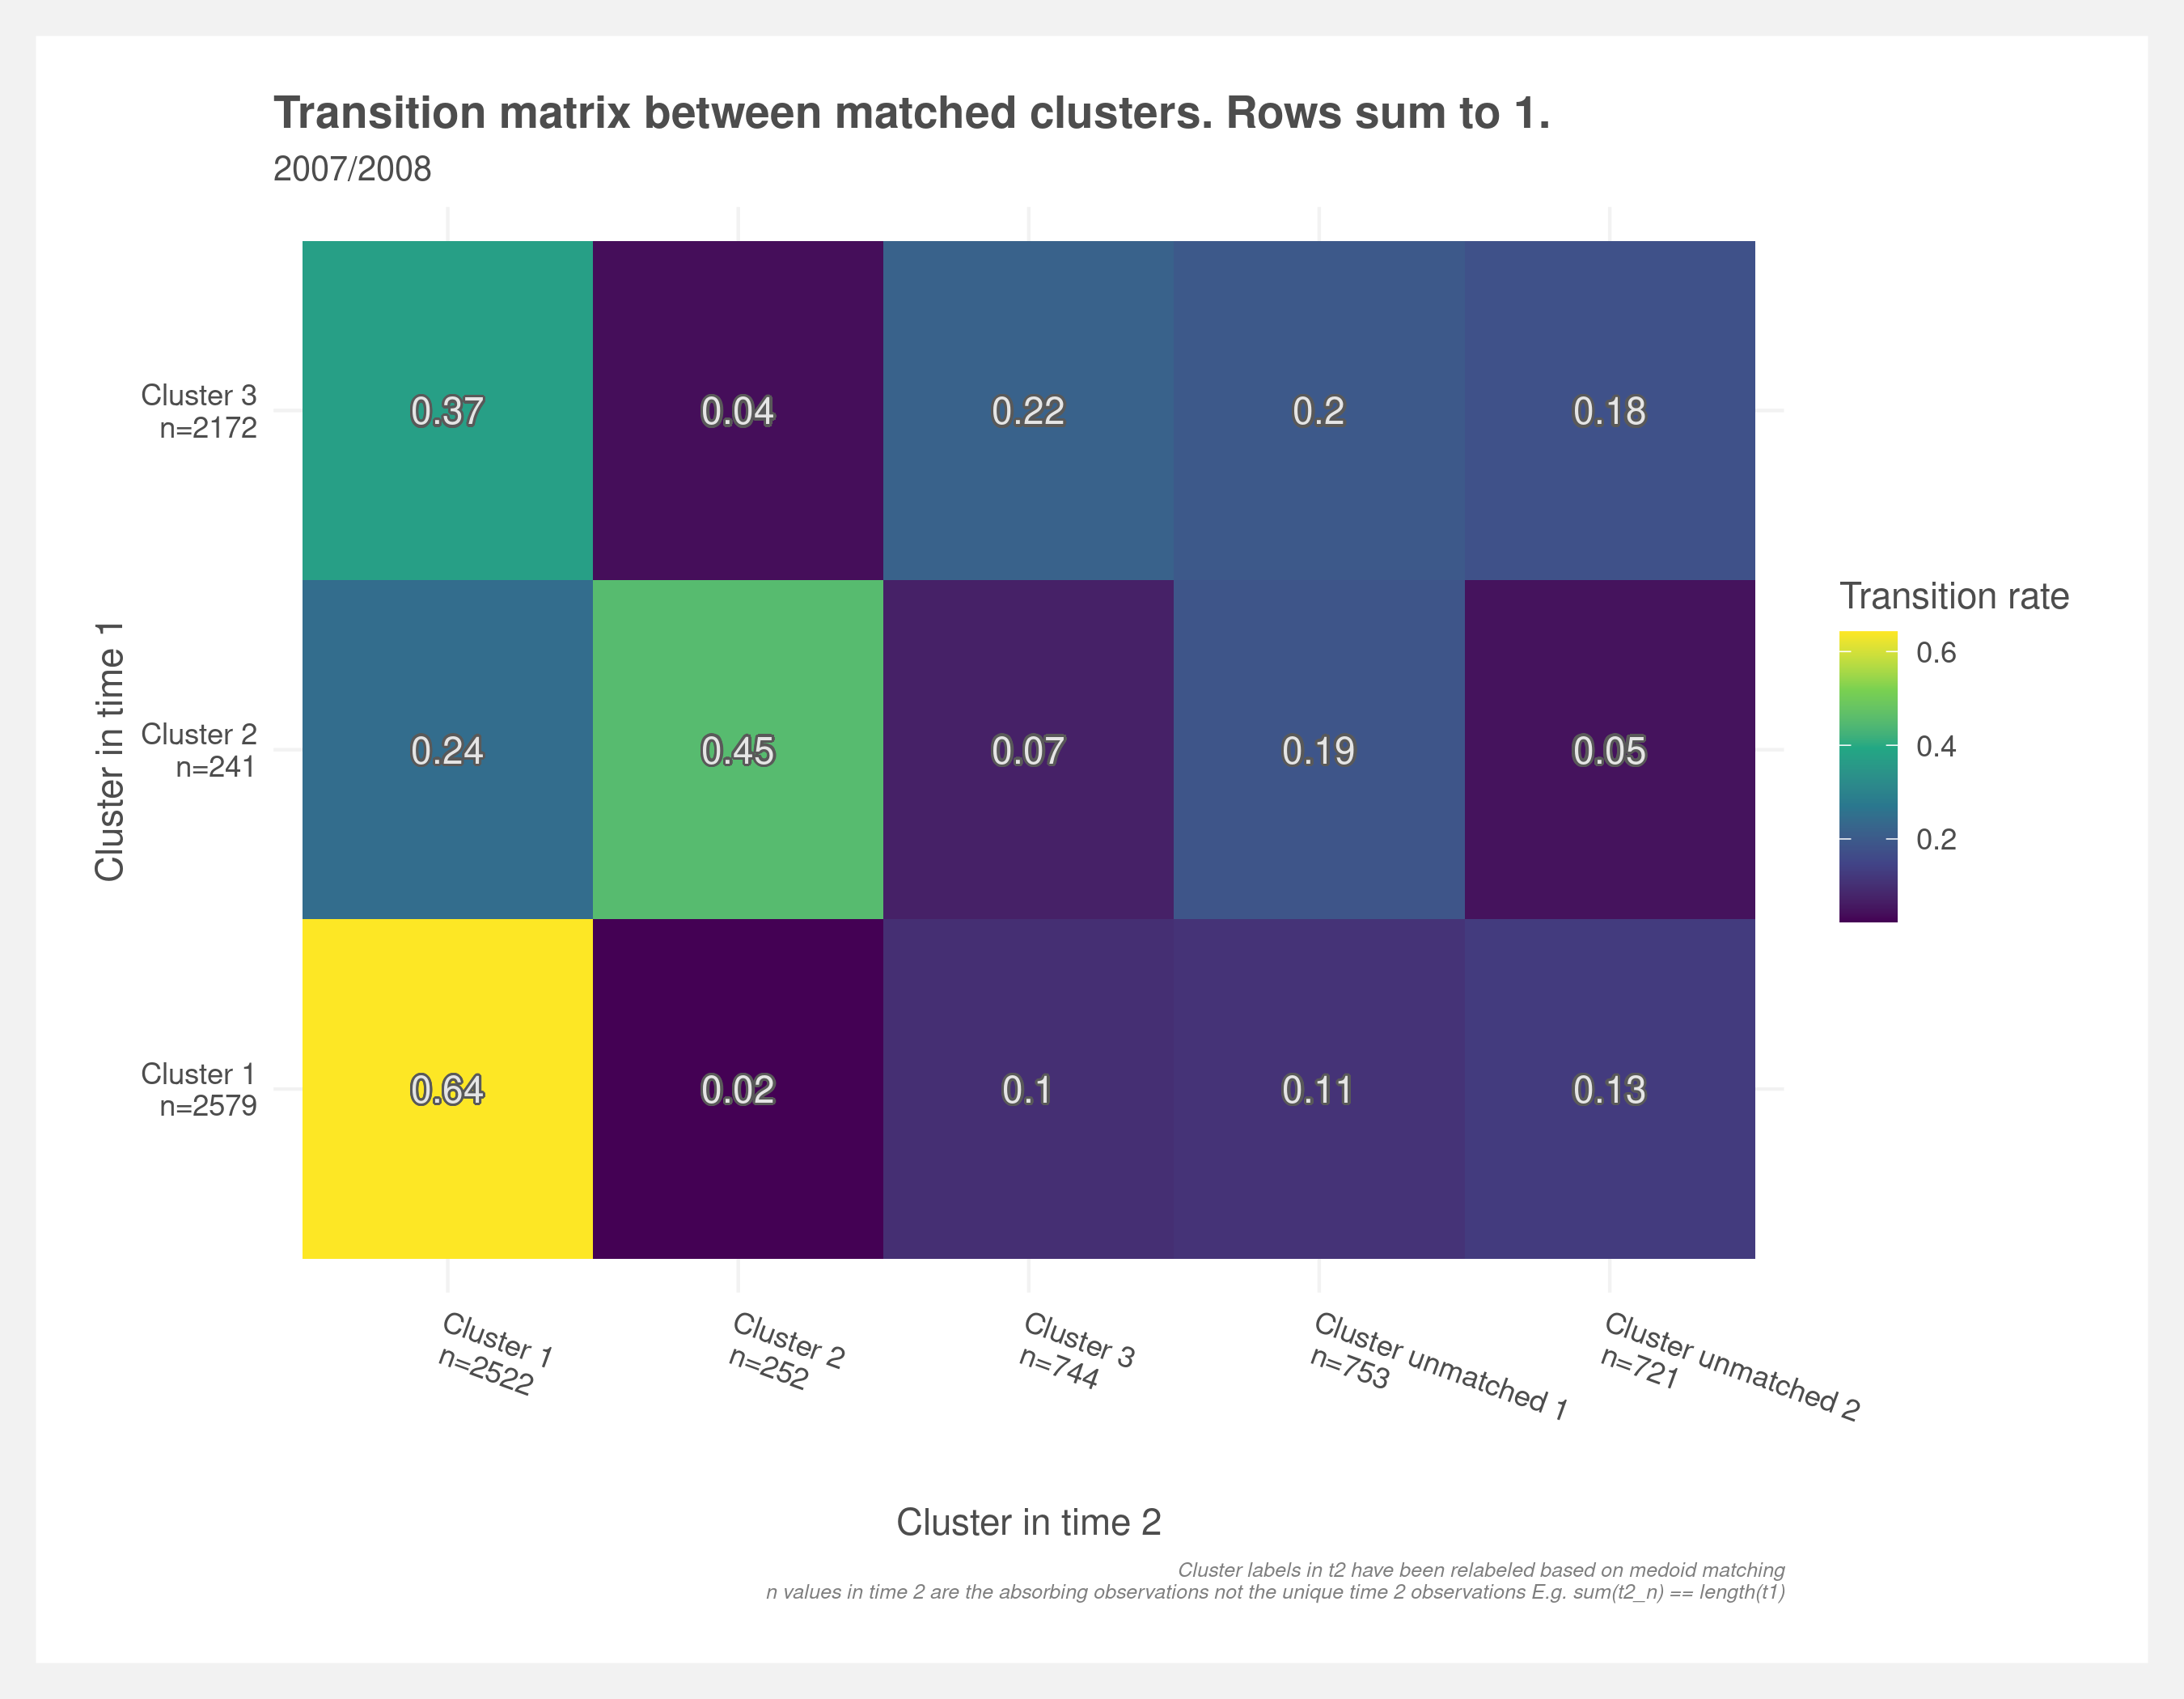 Transition matrix between matched clusters. Rows sum to 1.
2007/2008
Cluster in time 1
Cluster 3
n=2172
0.37
0.04
0.22
0.2
0.18
Cluster 2
n=241
0.24
0.45
0.07
0.19
0.05
Cluster 1
n=2579
0.64
0.02
0.1
0.11
0.13
Cluster 1
n=2522
Cluster 2
n=252
Cluster 3
n=744
Cluster unmatched 1
n=753
Cluster unmatched 2
n=721
Cluster in time 2
Transition rate
0.6
0.4
0.2
Cluster labels in t2 have been relabeled based on medoid matching
n values in time 2 are the absorbing observations not the unique time 2 observations E.g. sum(t2_n) == length(t1)